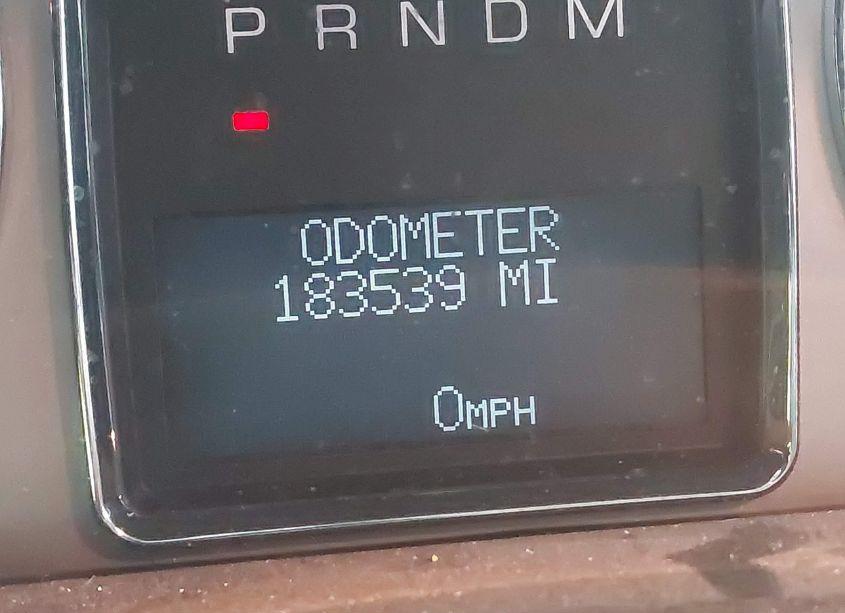 P R N D M
ODOMETER
183539 MI
0MPH